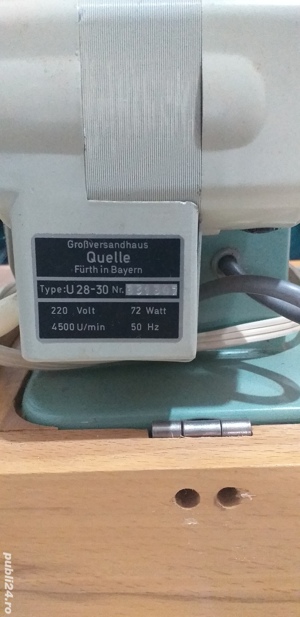 Großversandhaus
Quelle
Fürth in Bayern
Type: U 28-30 Nr.
220 Volt 72 Watt
4500 U/min 50 Hz
publi24.ro